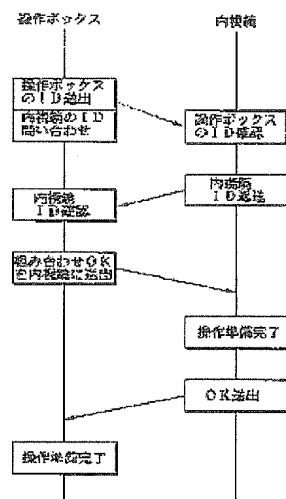 操作ボックス
内視鏡
操作ボックス
のID送出
内視鏡のID
問い合わせ
操作ボックス
のID確認
内視鏡
ID返送
内視鏡
ID確認
組み合わせOK
を内視鏡に送出
操作準備完了
OK送出
操作準備完了